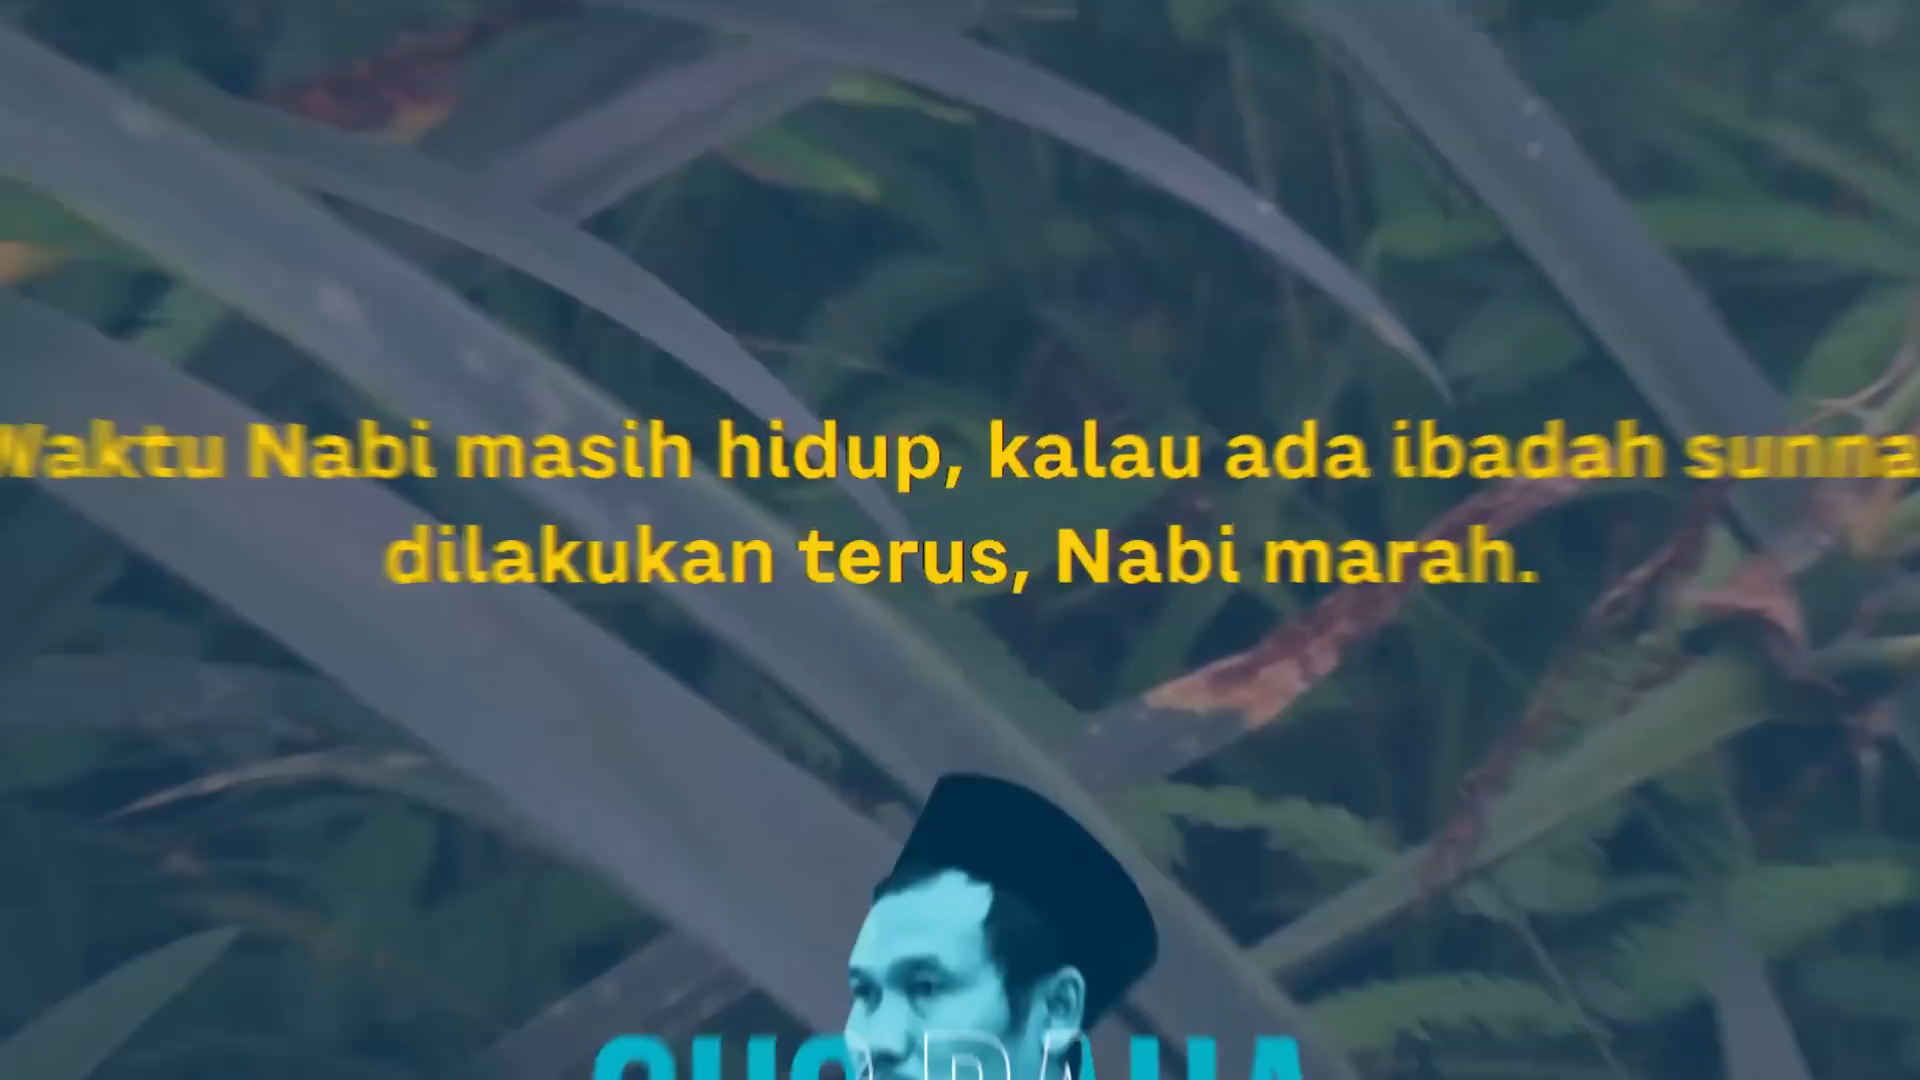 Waktu Nabi masih hidup, kalau ada ibadah sunna
dilakukan terus, Nabi marah.